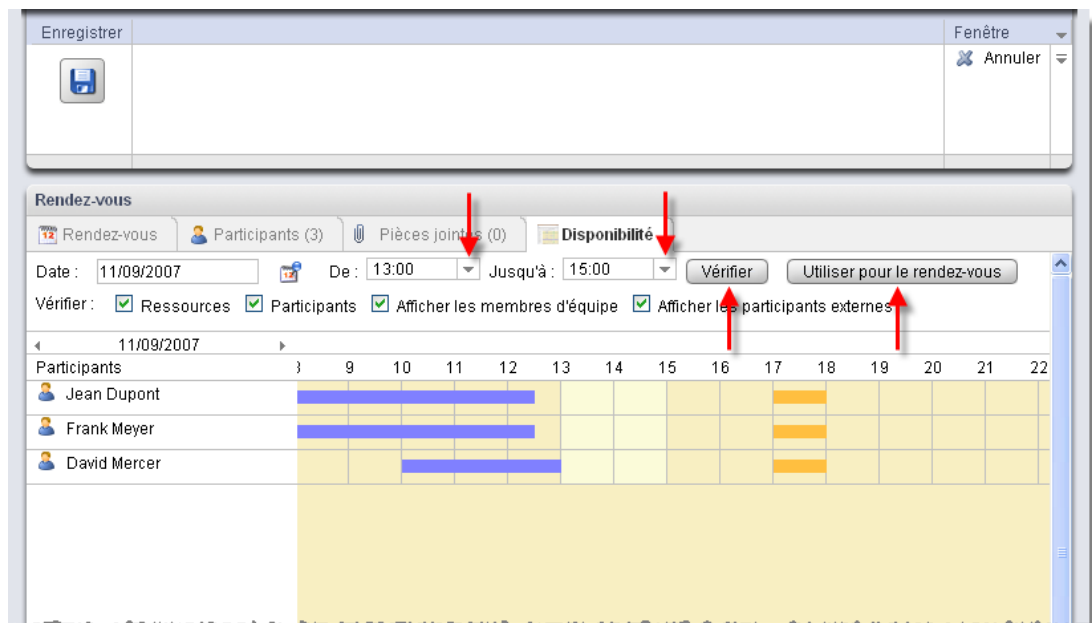 Enregistrer Fenêtre
Annuler
Rendez-vous
12 Rendez-vous Participants (3) Pièces jointes (0) Disponibilité
Date : 11/09/2007 12 De : 13:00 Jusqu'à : 15:00 Vérifier Utiliser pour le rendez-vous
Vérifier : Ressources Participants Afficher les membres d'équipe Afficher les participants externes
11/09/2007
Participants 9 10 11 12 13 14 15 16 17 18 19 20 21 22
Jean Dupont
Frank Meyer
David Mercer